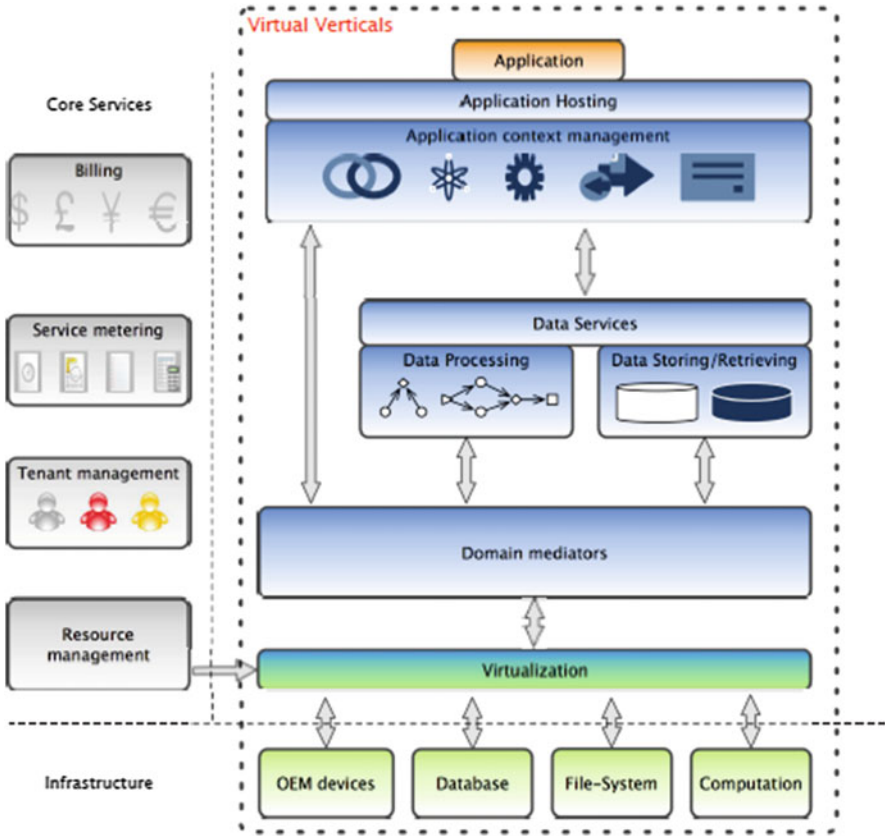 Virtual Verticals
Application
Application Hosting
Application context management
Core Services
Billing
$ £ ¥ €
Service metering
Tenant management
Resource
management
Data Services
Data Processing
Data Storing/Retrieving
Domain mediators
Virtualization
Infrastructure
OEM devices
Database
File-System
Computation